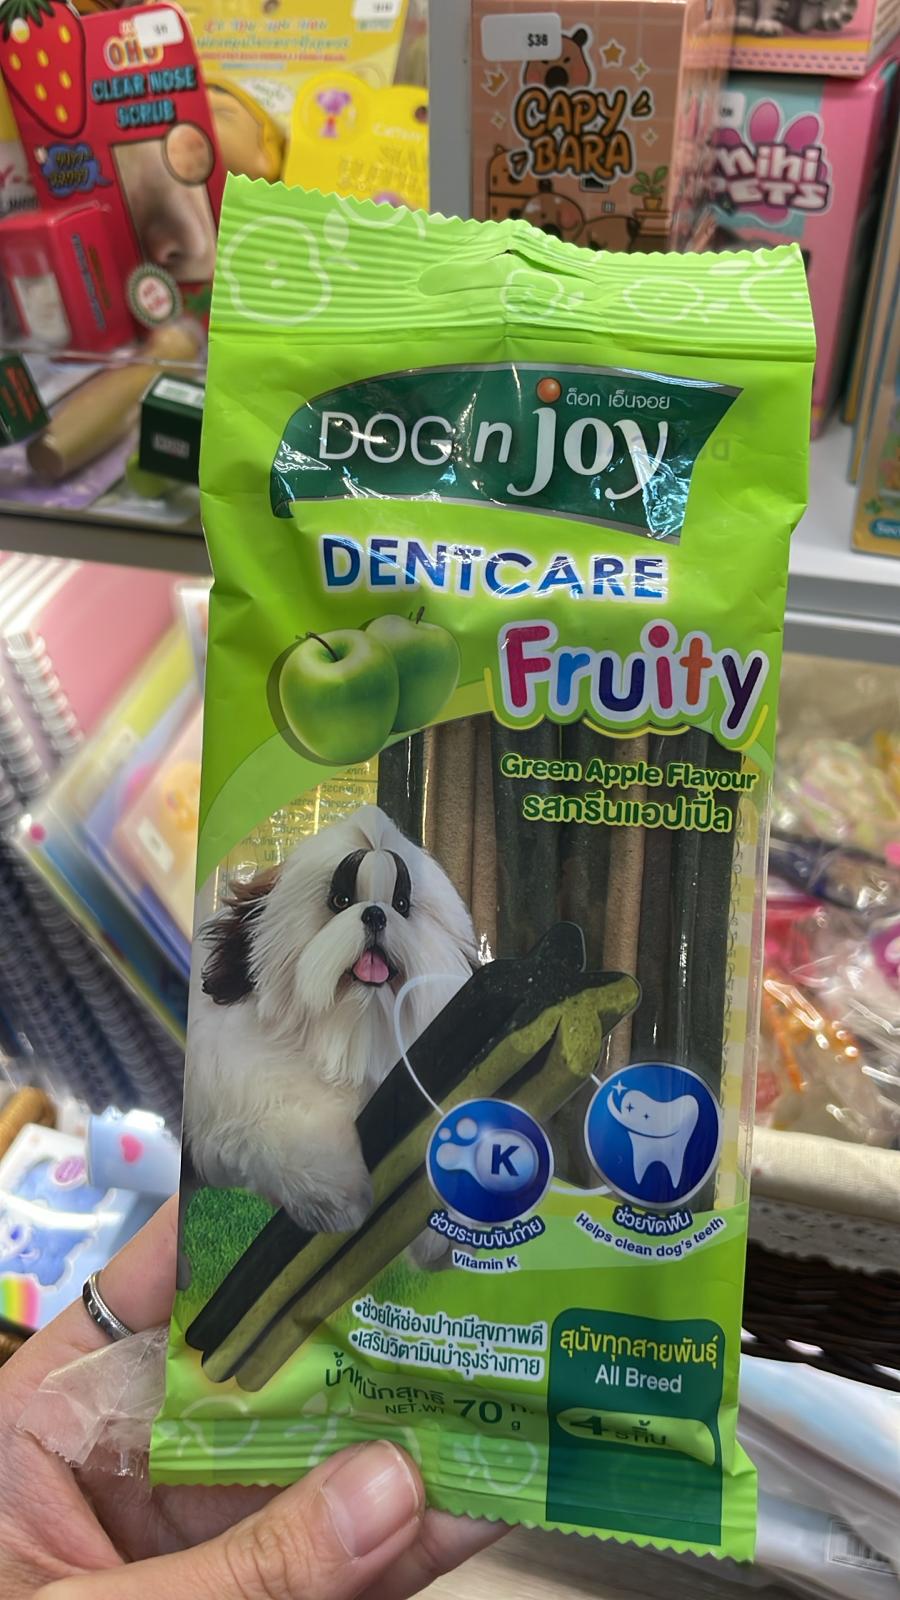 OHO
CLEAR NOSE
SCRUB
$38
CAPY
BARA
mihi
PETS
ด็อก เอ็นจอย
DOG n joy
DENTCARE
Fruity
Green Apple Flavour
รสกรีนแอปเปิ้ล
K
ช่วยระบบขับถ่าย
Vitamin K
ช่วยขัดฟัน
Helps clean dog's teeth
•ช่วยให้ช่องปากมีสุขภาพดี
•เสริมวิตามินบำรุงร่างกาย
น้ำหนักสุทธิ
NET.WT 70 g
สุนัขทุกสายพันธุ์
All Breed